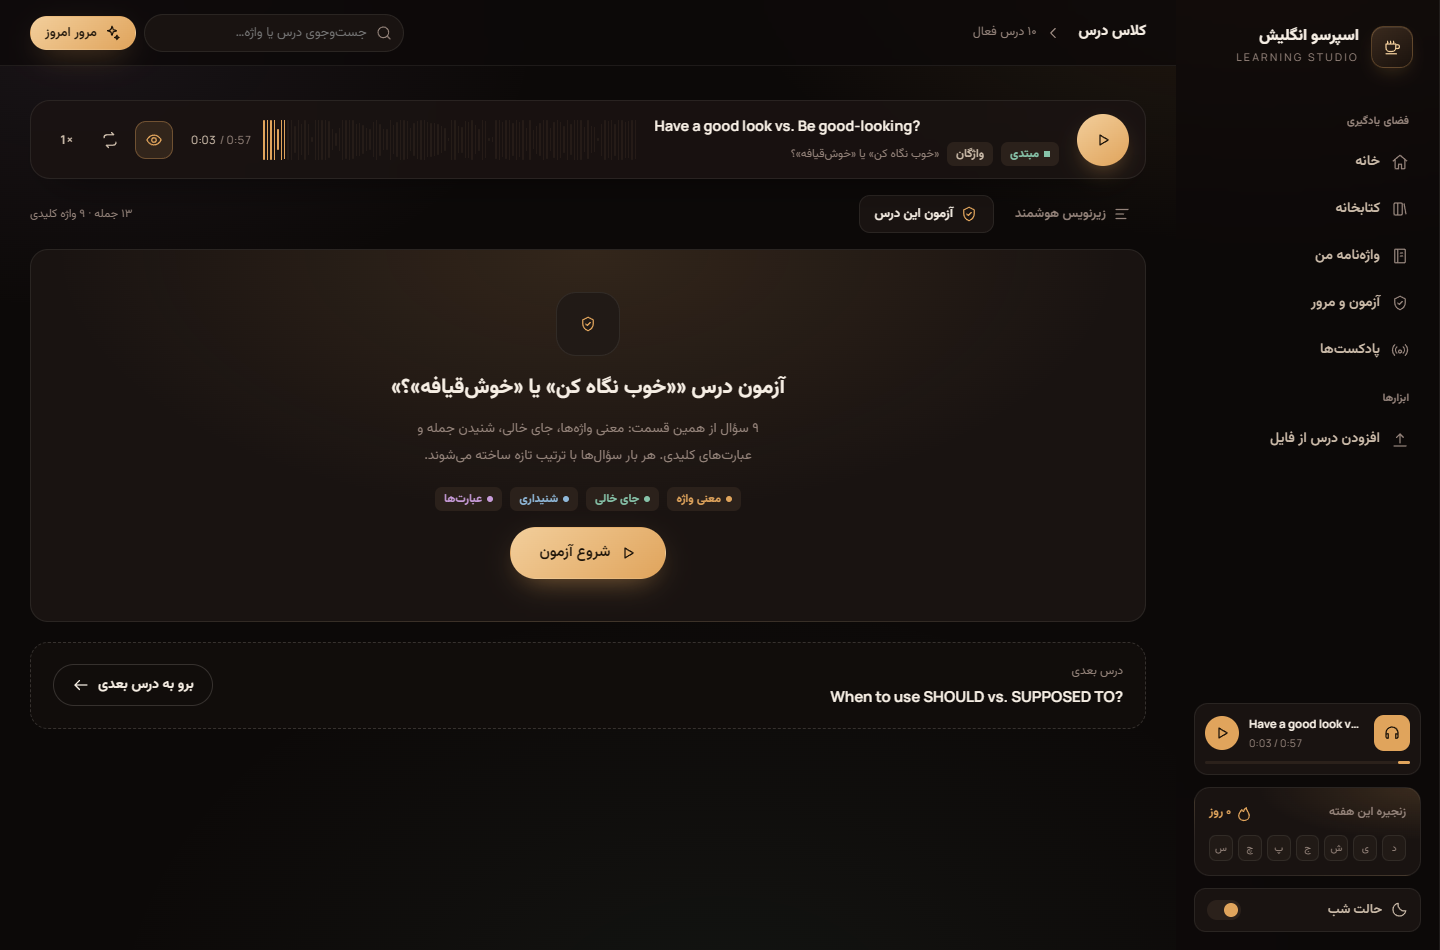 اسپرسو انگلیش
LEARNING STUDIO
فضای یادگیری
خانه
کتابخانه
واژه‌نامه من
آزمون و مرور
پادکست‌ها
ابزارها
افزودن درس از فایل
Have a good look v...
0:03 / 0:57
زنجیره این هفته
۰ روز
د ی ش ج پ چ س
حالت شب
کلاس درس
۱۰ درس فعال
جست‌وجوی درس یا واژه…
مرور امروز
Have a good look vs. Be good-looking?
مبتدی
واژگان
«خوب نگاه کن» یا «خوش‌قیافه»؟
0:03 / 0:57
1×
زیرنویس هوشمند
آزمون این درس
۱۳ جمله · ۹ واژه کلیدی
آزمون درس ««خوب نگاه کن» یا «خوش‌قیافه»؟»
۹ سؤال از همین قسمت: معنی واژه‌ها، جای خالی، شنیدن جمله و
عبارت‌های کلیدی. هر بار سؤال‌ها با ترتیب تازه ساخته می‌شوند.
معنی واژه
جای خالی
شنیداری
عبارت‌ها
شروع آزمون
درس بعدی
When to use SHOULD vs. SUPPOSED TO?
برو به درس بعدی